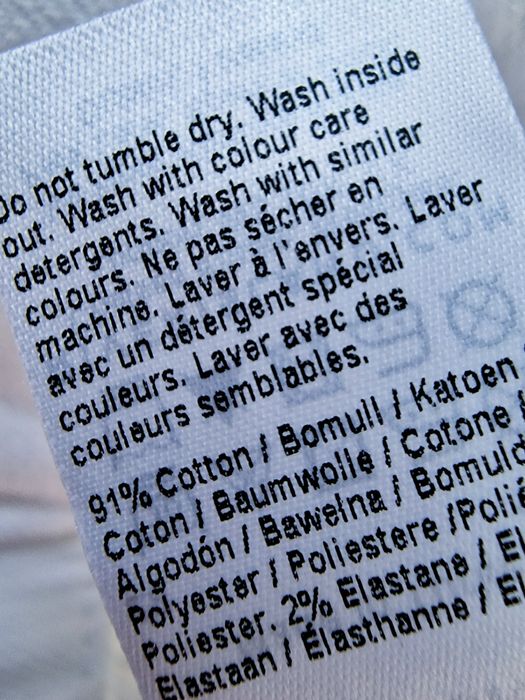 Do not tumble dry. Wash inside
out. Wash with colour care
detergents. Wash with similar
colours. Ne pas sécher en
machine. Laver à l'envers. Laver
avec un détergent spécial
couleurs. Laver avec des
couleurs semblables.
91% Cotton / Bomull / Katoen
Coton / Baumwolle / Cotone /
Algodón / Bawełna / Bomuld
Polyester / Poliestere /Polié
Poliester. 2% Elastane / El
Elastaan / Élasthanne / El